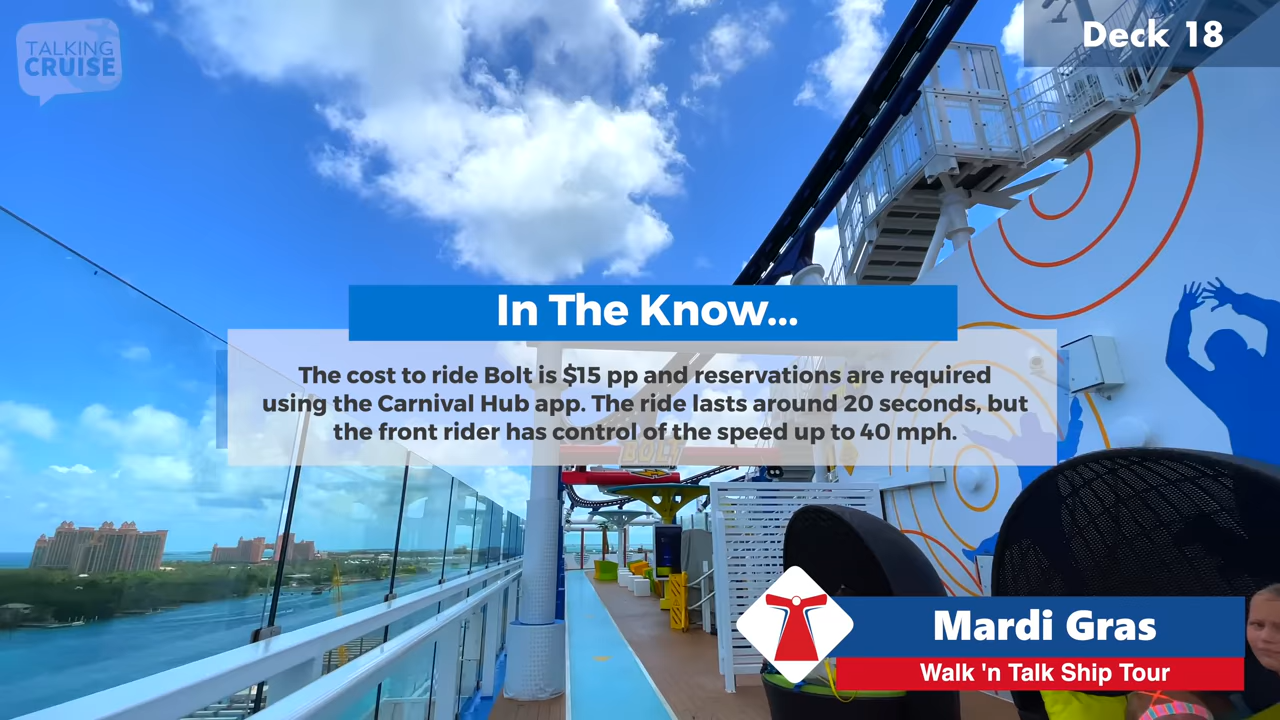 TALKING
CRUISE
Deck 18
In The Know...
The cost to ride Bolt is $15 pp and reservations are required
using the Carnival Hub app. The ride lasts around 20 seconds, but
the front rider has control of the speed up to 40 mph.
BOLT
Mardi Gras
Walk 'n Talk Ship Tour